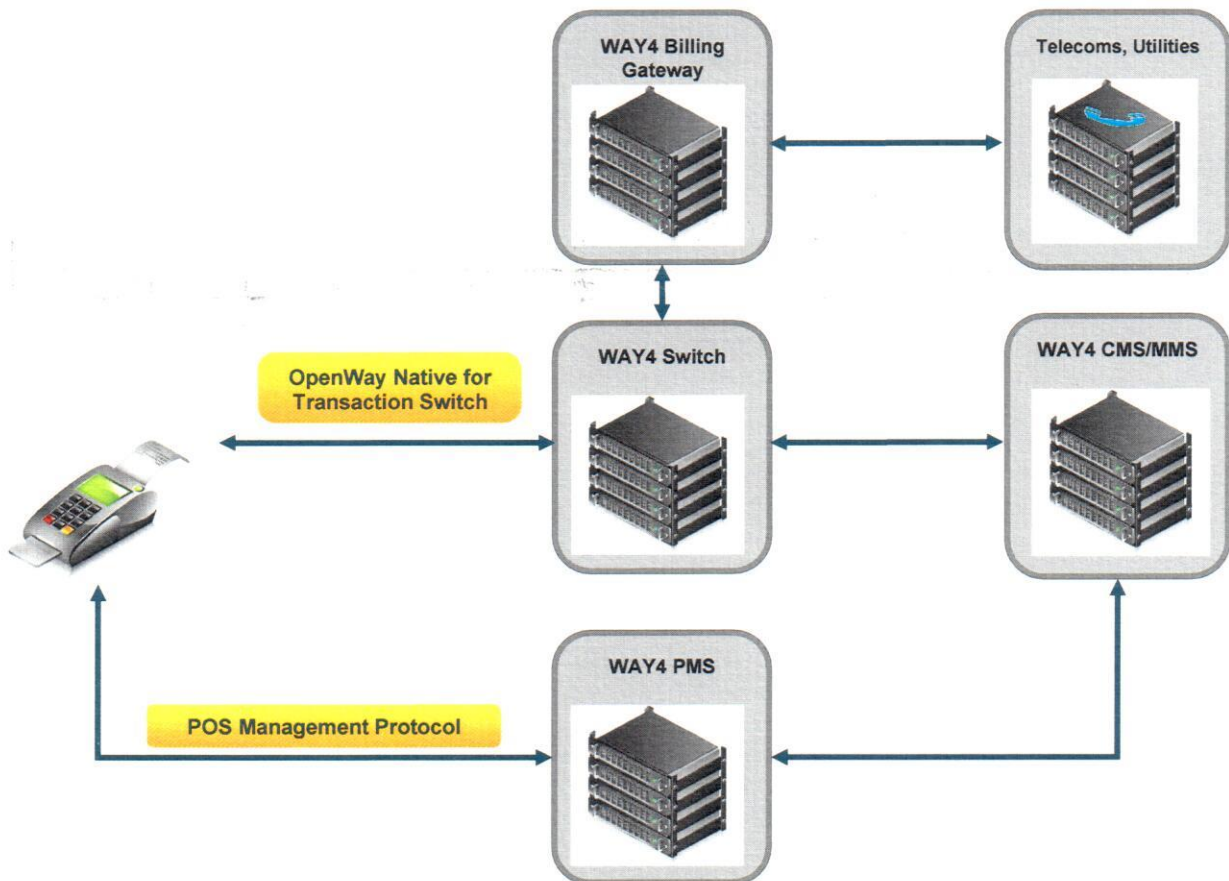 WAY4 Billing
Gateway
Telecoms, Utilities
WAY4 Switch
WAY4 CMS/MMS
OpenWay Native for
Transaction Switch
WAY4 PMS
POS Management Protocol